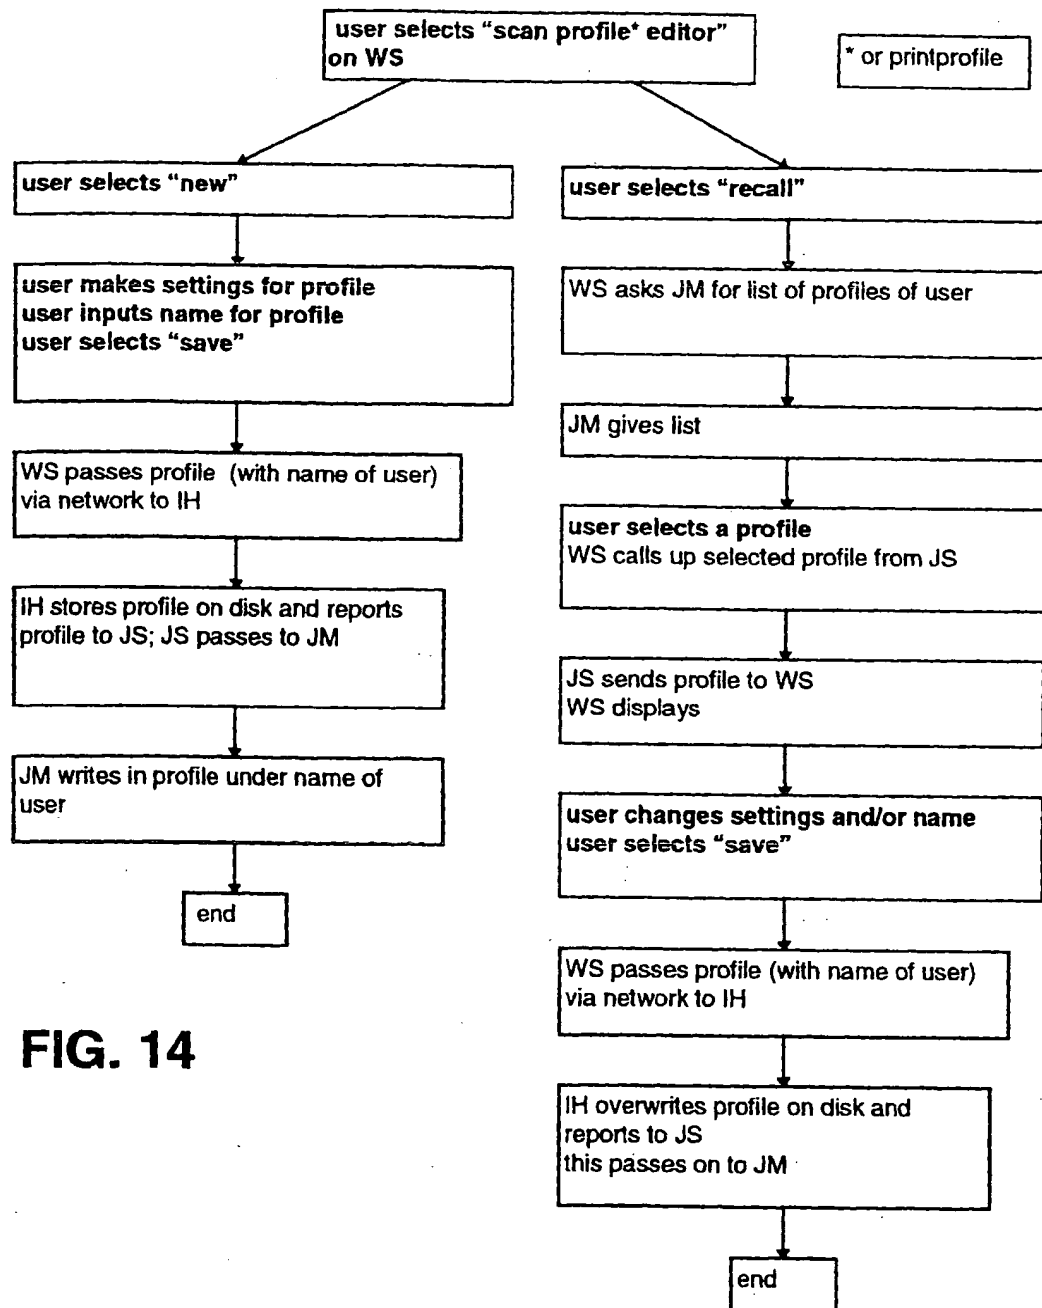 user selects “scan profile* editor”
on WS
* or printprofile
user selects “new”
user makes settings for profile
user inputs name for profile
user selects “save”
WS passes profile (with name of user)
via network to IH
IH stores profile on disk and reports
profile to JS; JS passes to JM
JM writes in profile under name of
user
end
user selects “recall”
WS asks JM for list of profiles of user
JM gives list
user selects a profile
WS calls up selected profile from JS
JS sends profile to WS
WS displays
user changes settings and/or name
user selects “save”
WS passes profile (with name of user)
via network to IH
IH overwrites profile on disk and
reports to JS
this passes on to JM
end
FIG. 14